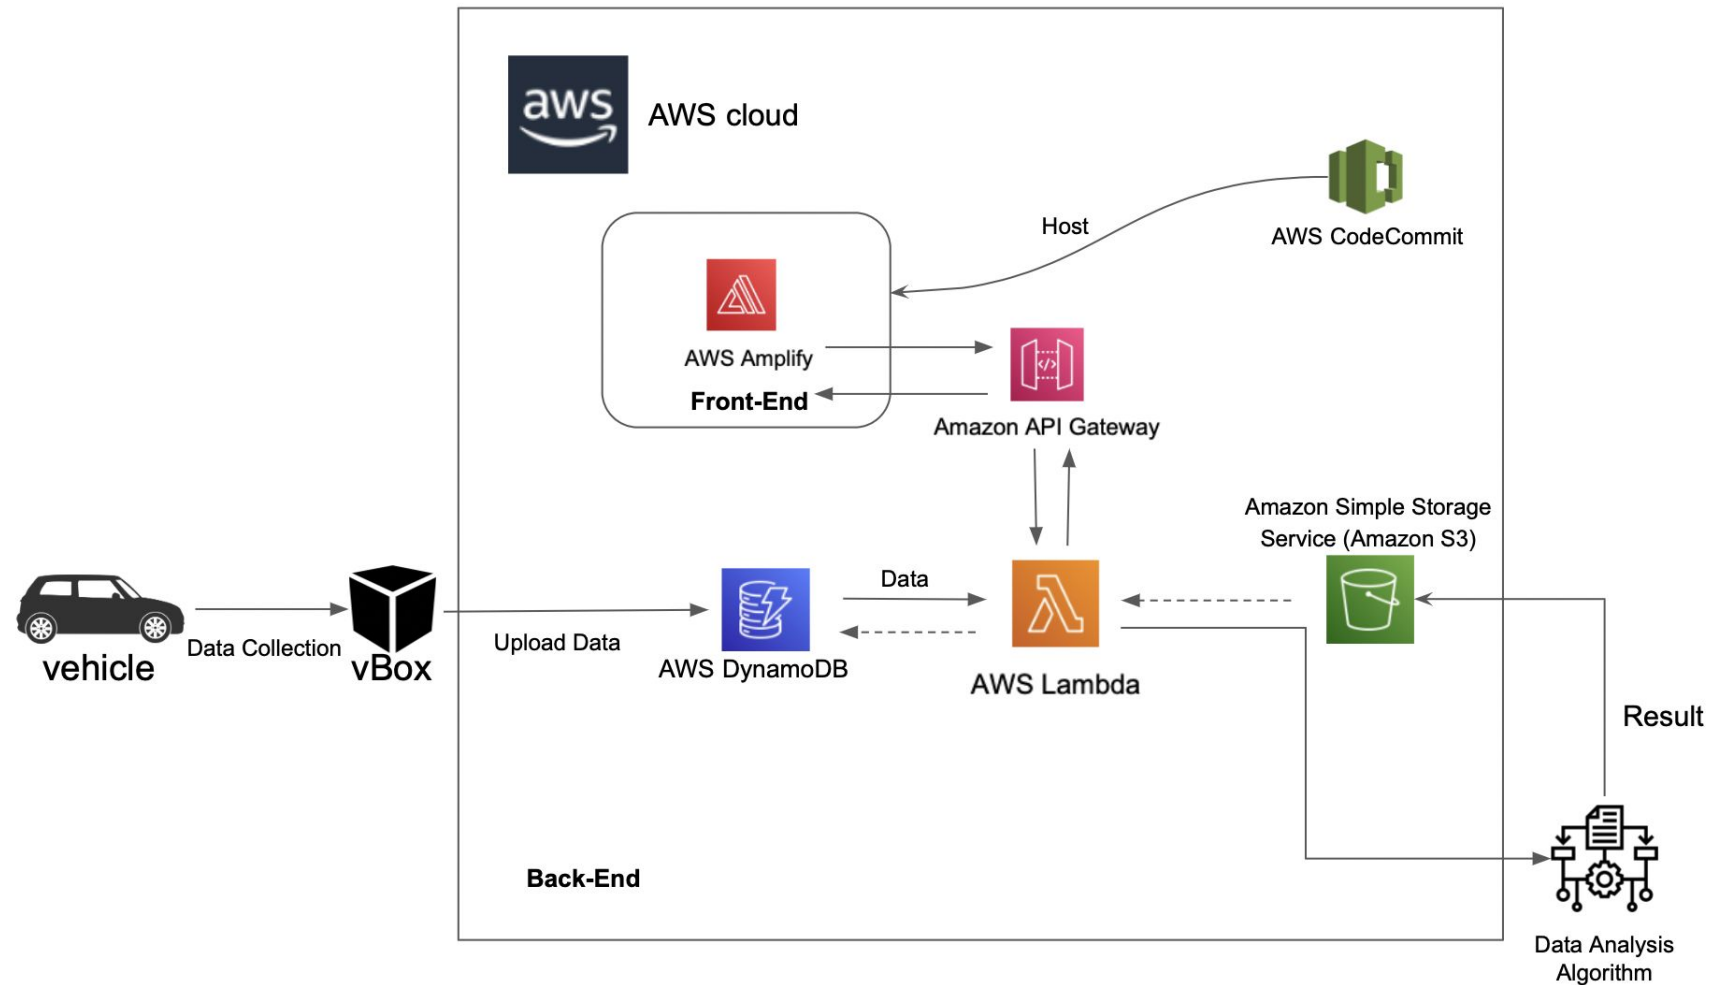 aws
AWS cloud
AWS CodeCommit
Host
AWS Amplify
Front-End
Amazon API Gateway
Amazon Simple Storage
Service (Amazon S3)
Data
vehicle
Data Collection
vBox
Upload Data
AWS DynamoDB
AWS Lambda
Result
Back-End
Data Analysis
Algorithm